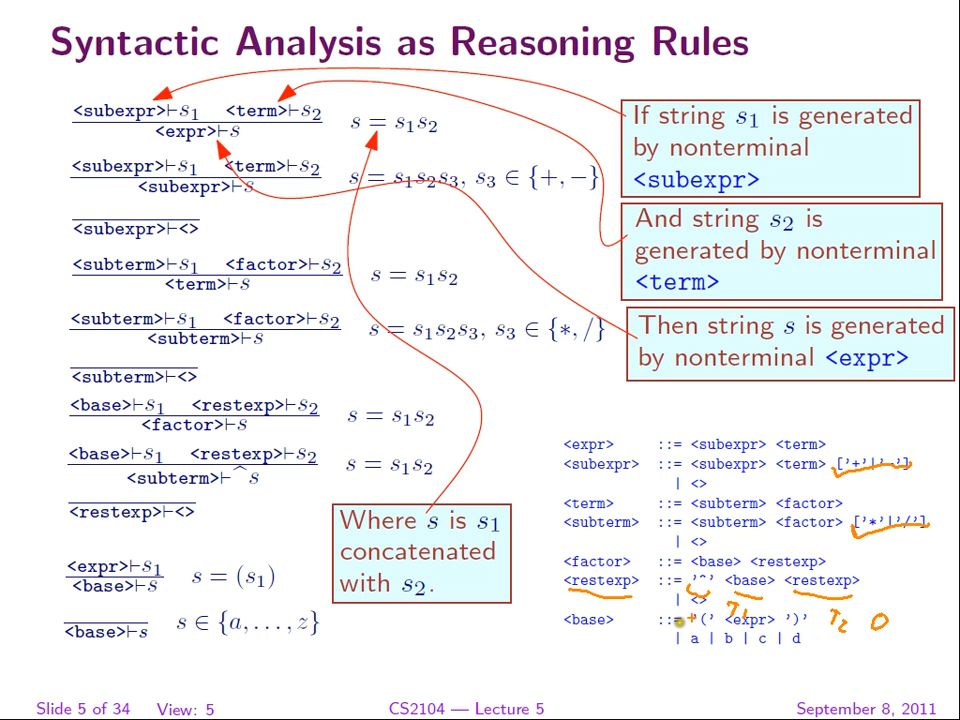 Syntactic Analysis as Reasoning Rules
<subexpr>⊢s₁ <term>⊢s₂
<expr>⊢s
s = s₁s₂
<subexpr>⊢s₁ <term>⊢s₂
<subexpr>⊢s
s = s₁s₂s₃, s₃ ∈ {+, −}
<subexpr>⊢<>
<subterm>⊢s₁ <factor>⊢s₂
<term>⊢s
s = s₁s₂
<subterm>⊢s₁ <factor>⊢s₂
<subterm>⊢s
s = s₁s₂s₃, s₃ ∈ {*, /}
<subterm>⊢<>
<base>⊢s₁ <restexp>⊢s₂
<factor>⊢s
s = s₁s₂
<base>⊢s₁ <restexp>⊢s₂
<subterm>⊢^s
s = s₁s₂
<restexp>⊢<>
<expr>⊢s₁
<base>⊢s
s = (s₁)
<base>⊢s
s ∈ {a, . . . , z}
If string s₁ is generated
by nonterminal
<subexpr>
And string s₂ is
generated by nonterminal
<term>
Then string s is generated
by nonterminal <expr>
Where s is s₁
concatenated
with s₂.
<expr> ::= <subexpr> <term>
<subexpr> ::= <subexpr> <term> ['+'|'-']
| <>
<term> ::= <subterm> <factor>
<subterm> ::= <subterm> <factor> ['*'|'/']
| <>
<factor> ::= <base> <restexp>
<restexp> ::= '^' <base> <restexp>
| <>
<base> ::= '(' <expr> ')'
| a | b | c | d
Slide 5 of 34 View: 5
CS2104 — Lecture 5
September 8, 2011